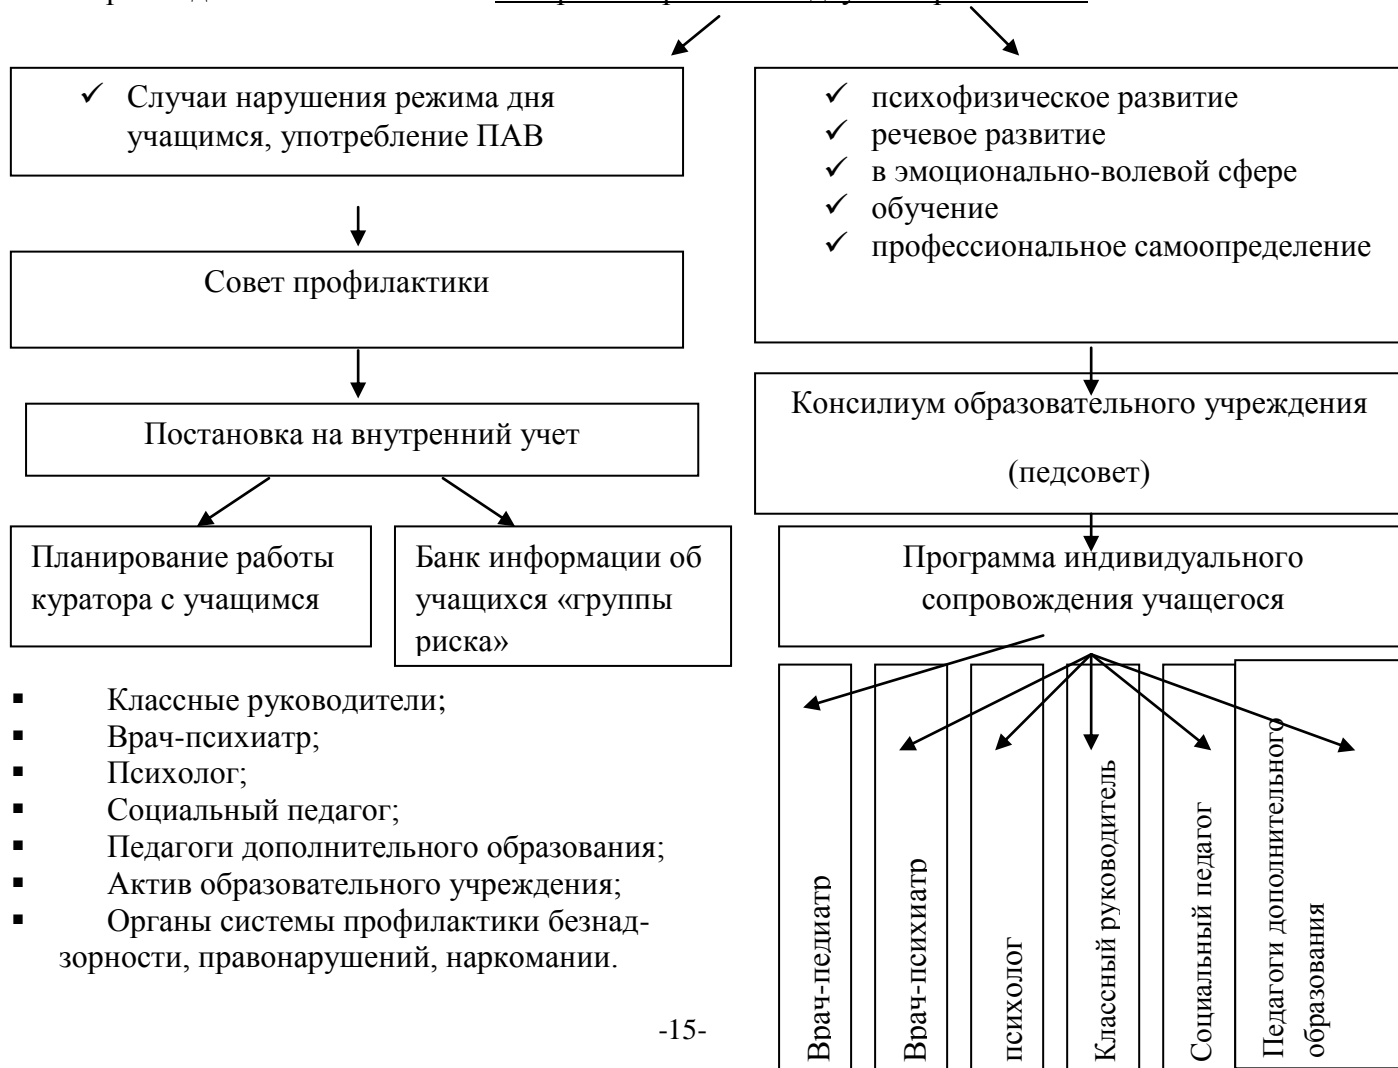 Случаи нарушения режима дня
учащимся, употребление ПАВ
Совет профилактики
Постановка на внутренний учет
Планирование работы
куратора с учащимся
Банк информации об
учащихся «группы
риска»
Классные руководители;
Врач-психиатр;
Психолог;
Социальный педагог;
Педагоги дополнительного образования;
Актив образовательного учреждения;
Органы системы профилактики безнад-
зорности, правонарушений, наркомании.
психофизическое развитие
речевое развитие
в эмоционально-волевой сфере
обучение
профессиональное самоопределение
Консилиум образовательного учреждения
(педсовет)
Программа индивидуального
сопровождения учащегося
Врач-педиатр
Врач-психиатр
психолог
Классный руководитель
Социальный педагог
Педагоги дополнительного
образования
-15-